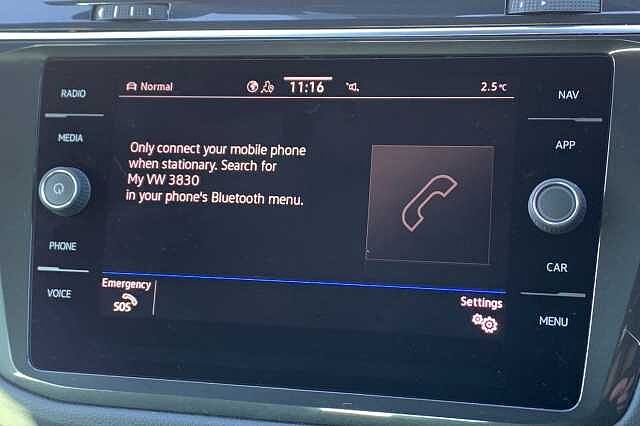 RADIO
MEDIA
PHONE
VOICE
Normal
11:16
2.5°C
Only connect your mobile phone
when stationary. Search for
My VW 3830
in your phone's Bluetooth menu.
Emergency
SOS
Settings
NAV
APP
CAR
MENU